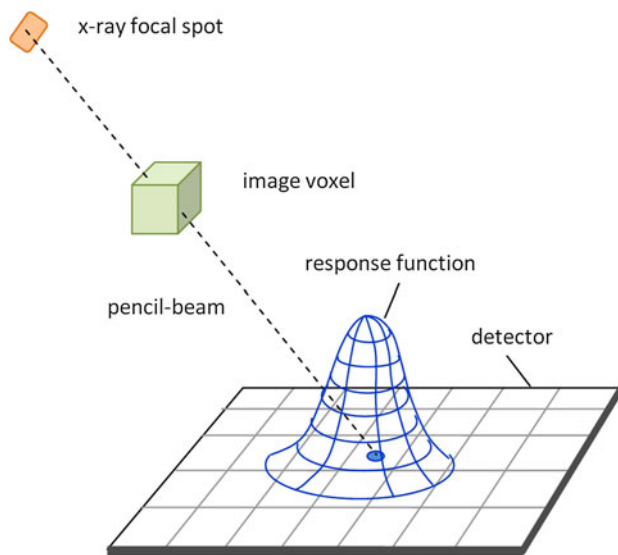 x-ray focal spot
image voxel
response function
pencil-beam
detector